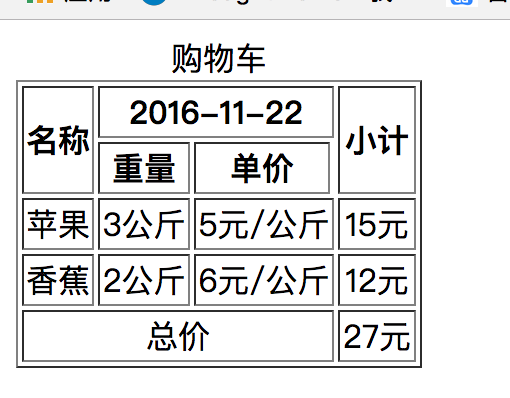 购物车
名称 2016-11-22 小计
重量 单价
苹果 3公斤 5元/公斤 15元
香蕉 2公斤 6元/公斤 12元
总价 27元